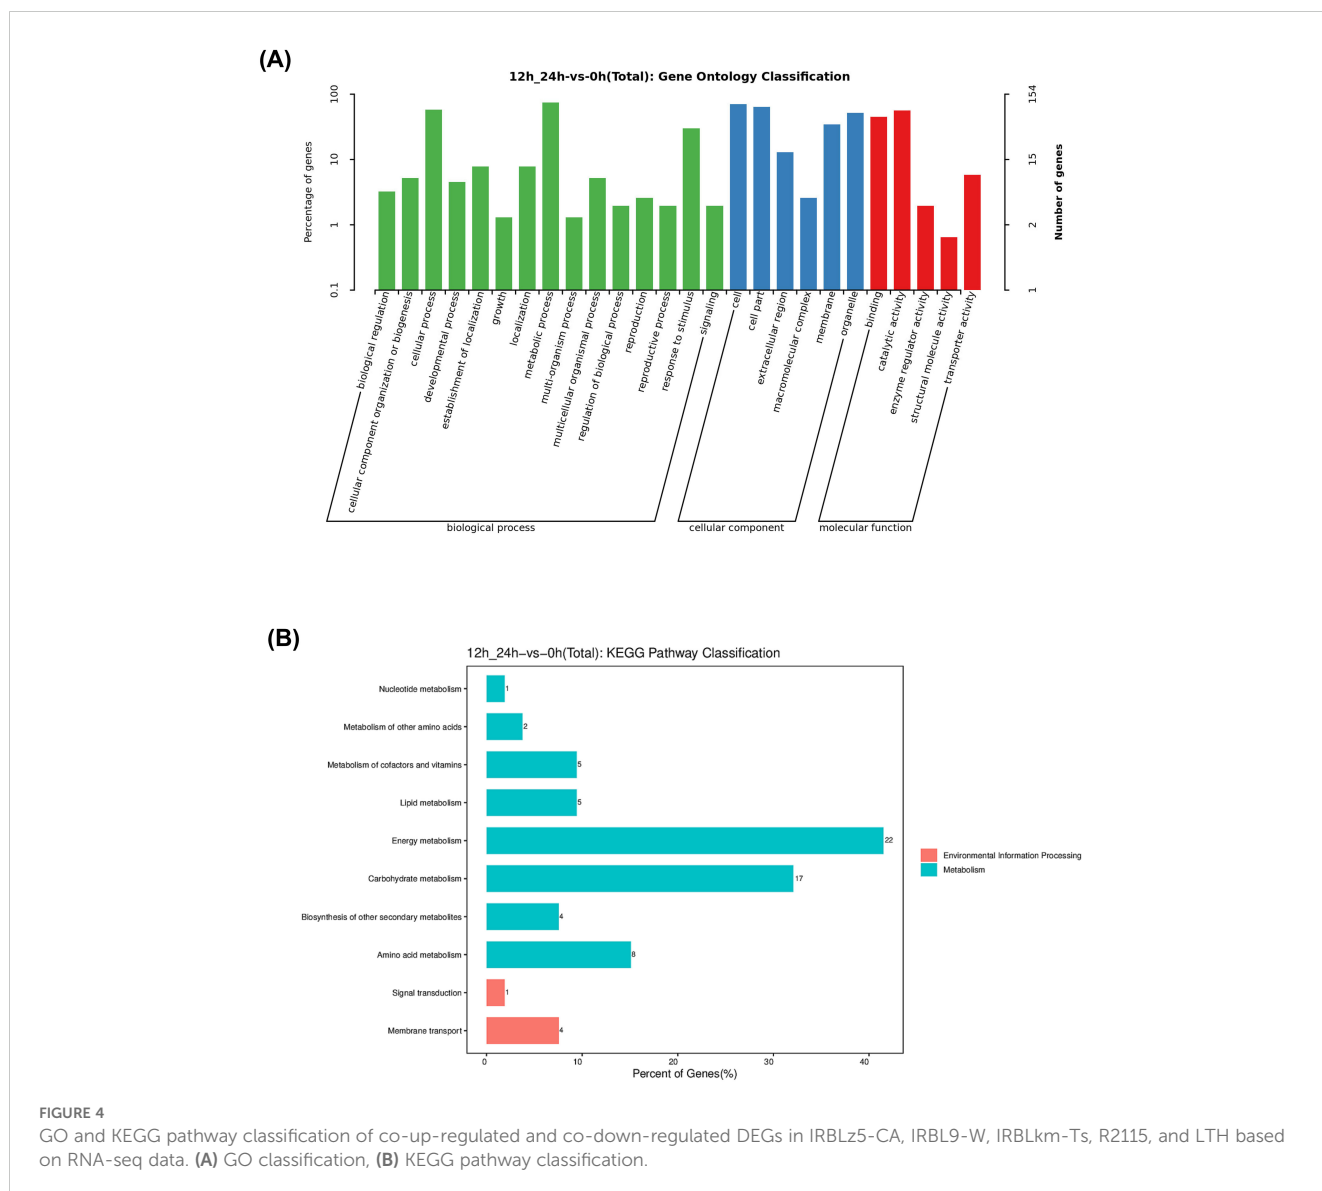 (A)
12h_24h-vs-0h(Total): Gene Ontology Classification
Percentage of genes
100
10
1
0.1
Number of genes
154
15
2
1
biological regulation
cellular component organization or biogenesis
cellular process
developmental process
establishment of localization
growth
localization
metabolic process
multi-organism process
multicellular organismal process
regulation of biological process
reproduction
reproductive process
response to stimulus
signaling
cell
cell part
extracellular region
macromolecular complex
membrane
organelle
binding
catalytic activity
enzyme regulator activity
structural molecule activity
transporter activity
biological process
cellular component
molecular function
(B)
12h_24h−vs−0h(Total): KEGG Pathway Classification
Nucleotide metabolism 1
Metabolism of other amino acids 2
Metabolism of cofactors and vitamins 5
Lipid metabolism 5
Energy metabolism 22
Carbohydrate metabolism 17
Biosynthesis of other secondary metabolites 4
Amino acid metabolism 8
Signal transduction 1
Membrane transport 4
0 10 20 30 40
Percent of Genes(%)
Environmental Information Processing
Metabolism
FIGURE 4
GO and KEGG pathway classification of co-up-regulated and co-down-regulated DEGs in IRBLz5-CA, IRBL9-W, IRBLkm-Ts, R2115, and LTH based
on RNA-seq data. (A) GO classification, (B) KEGG pathway classification.